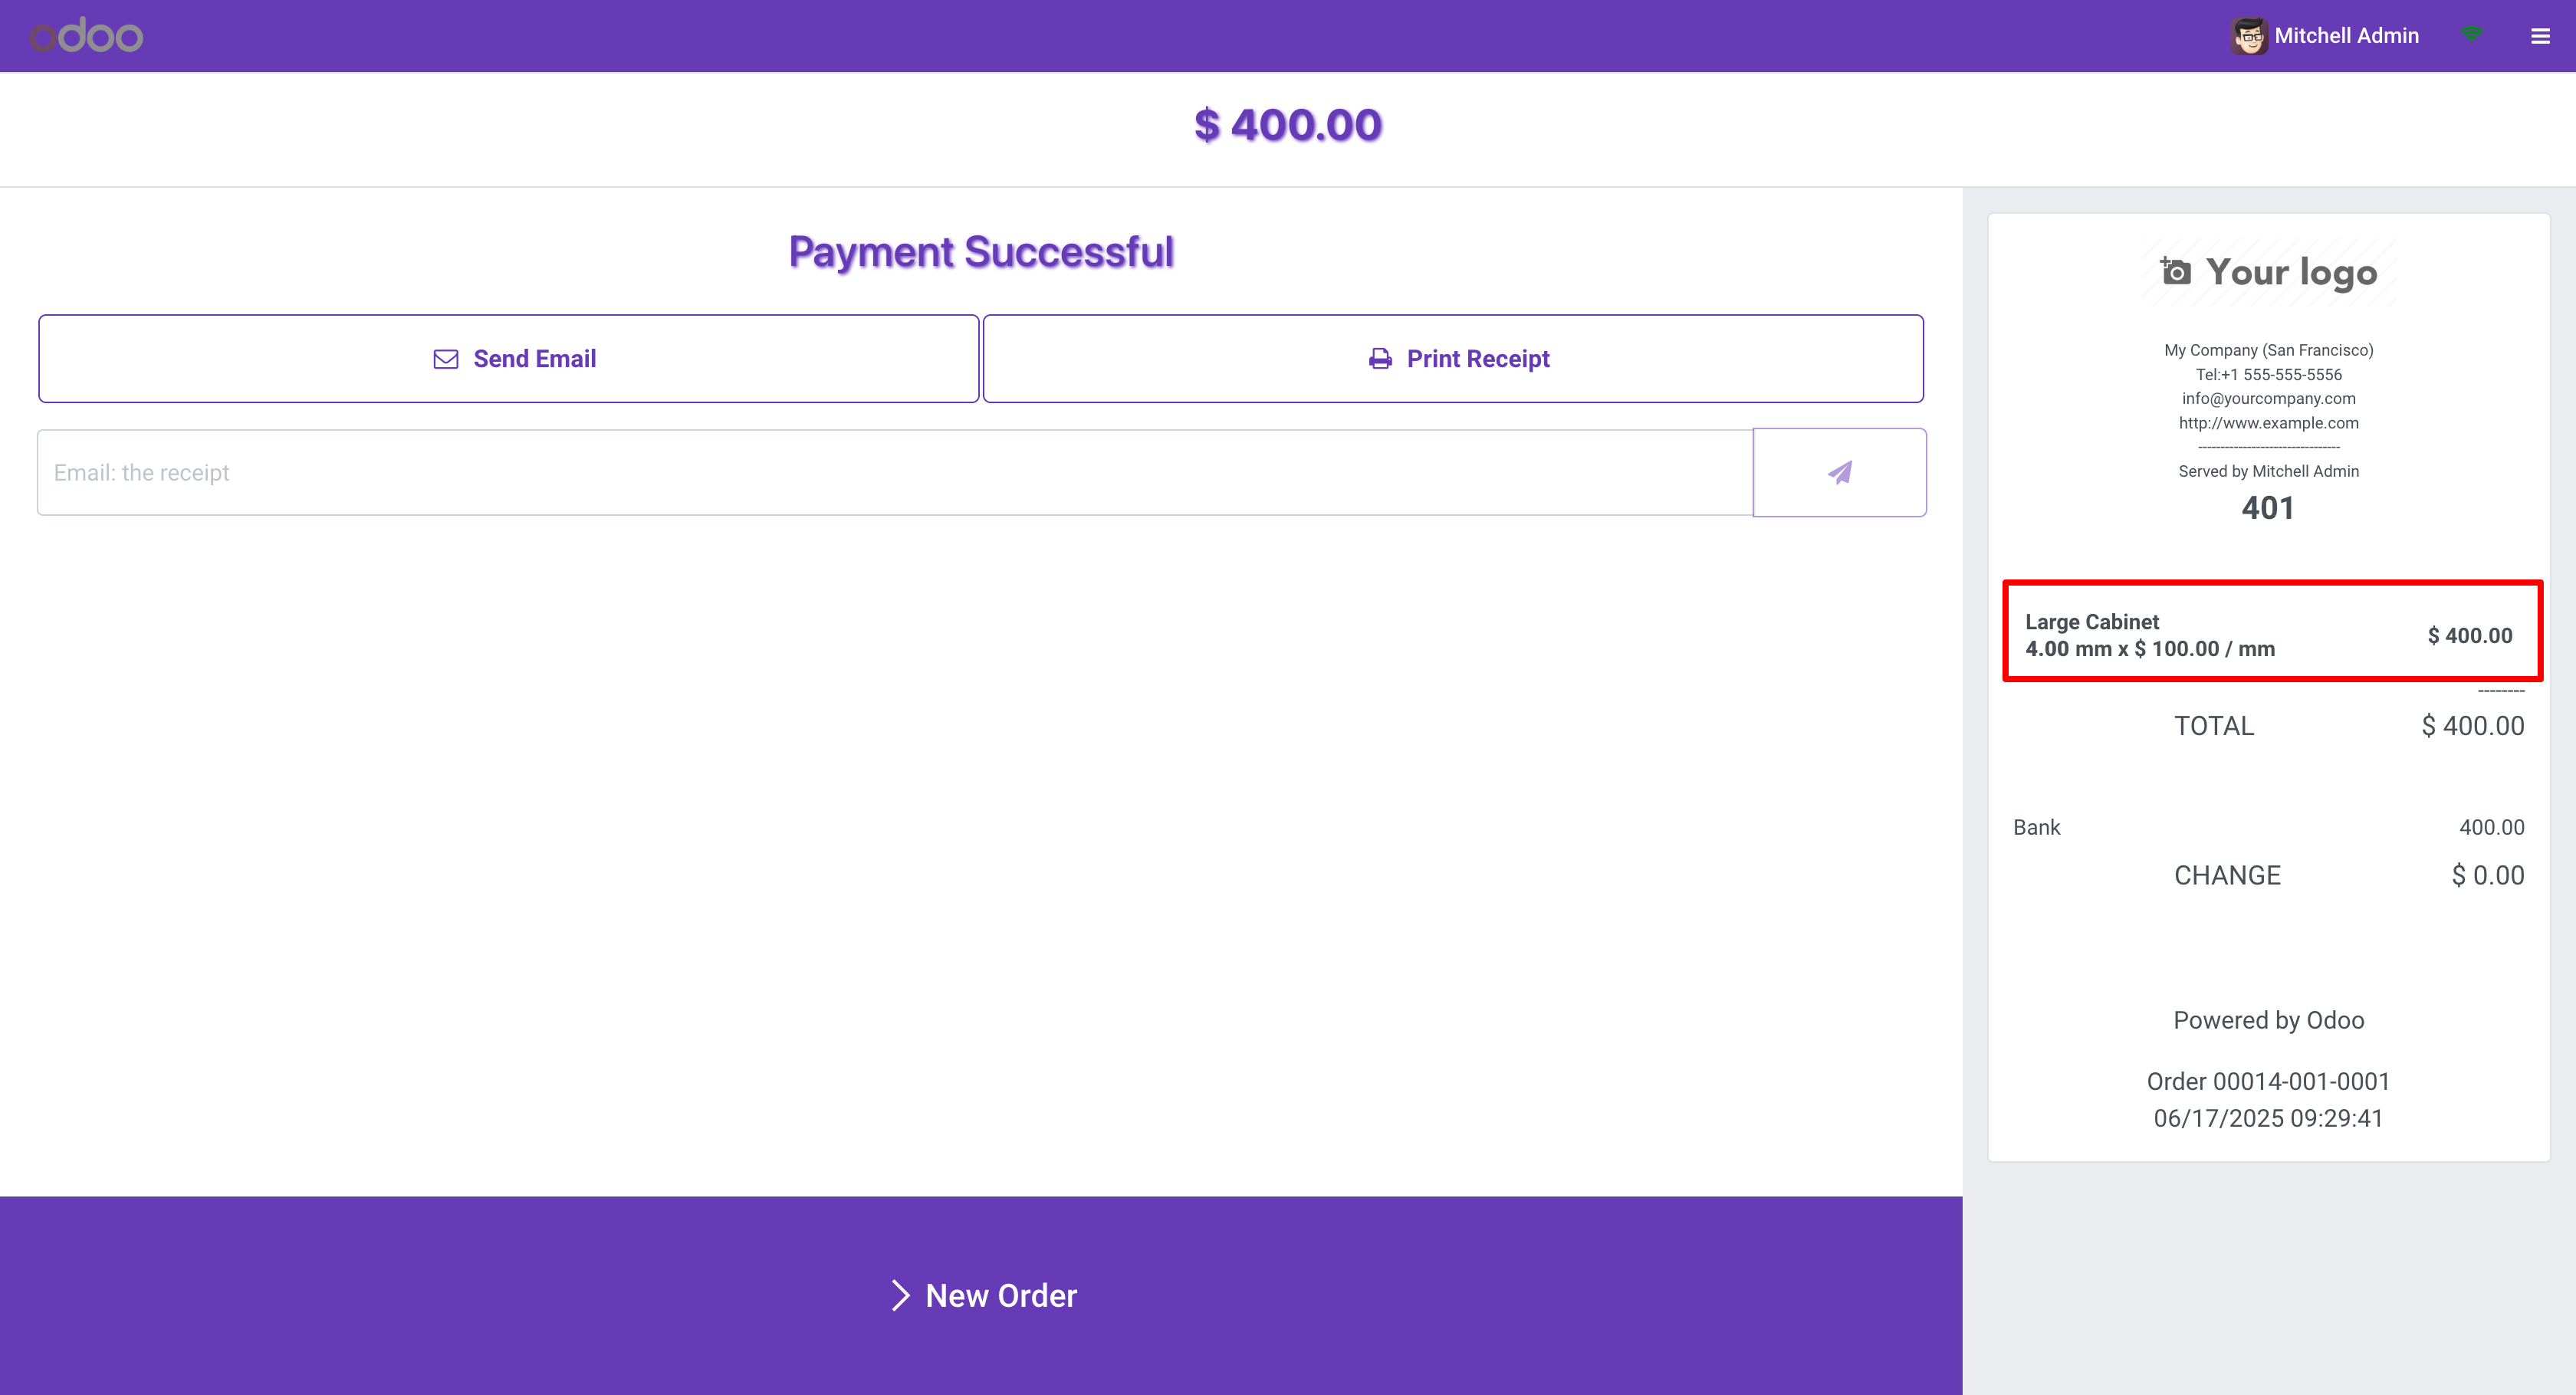 odoo
Mitchell Admin
$ 400.00
Payment Successful
Send Email
Print Receipt
Email: the receipt
New Order
Your logo
My Company (San Francisco)
Tel:+1 555-555-5556
info@yourcompany.com
http://www.example.com
--------------------------------
Served by Mitchell Admin
401
Large Cabinet
4.00 mm x $ 100.00 / mm
$ 400.00
--------
TOTAL $ 400.00
Bank 400.00
CHANGE $ 0.00
Powered by Odoo
Order 00014-001-0001
06/17/2025 09:29:41